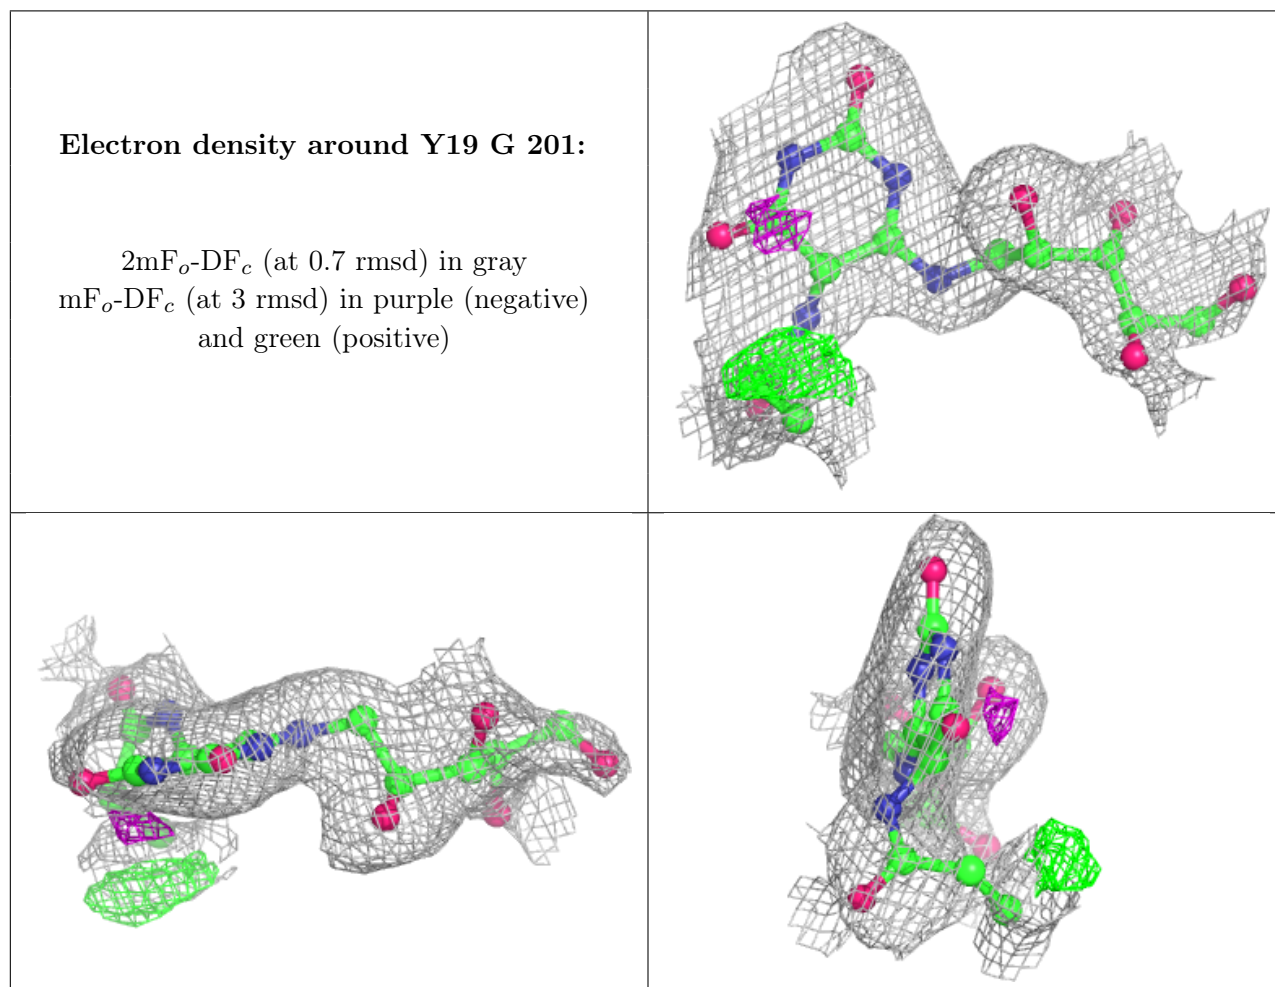 Electron density around Y19 G 201:
2mFo-DFc (at 0.7 rmsd) in gray
mFo-DFc (at 3 rmsd) in purple (negative)
and green (positive)